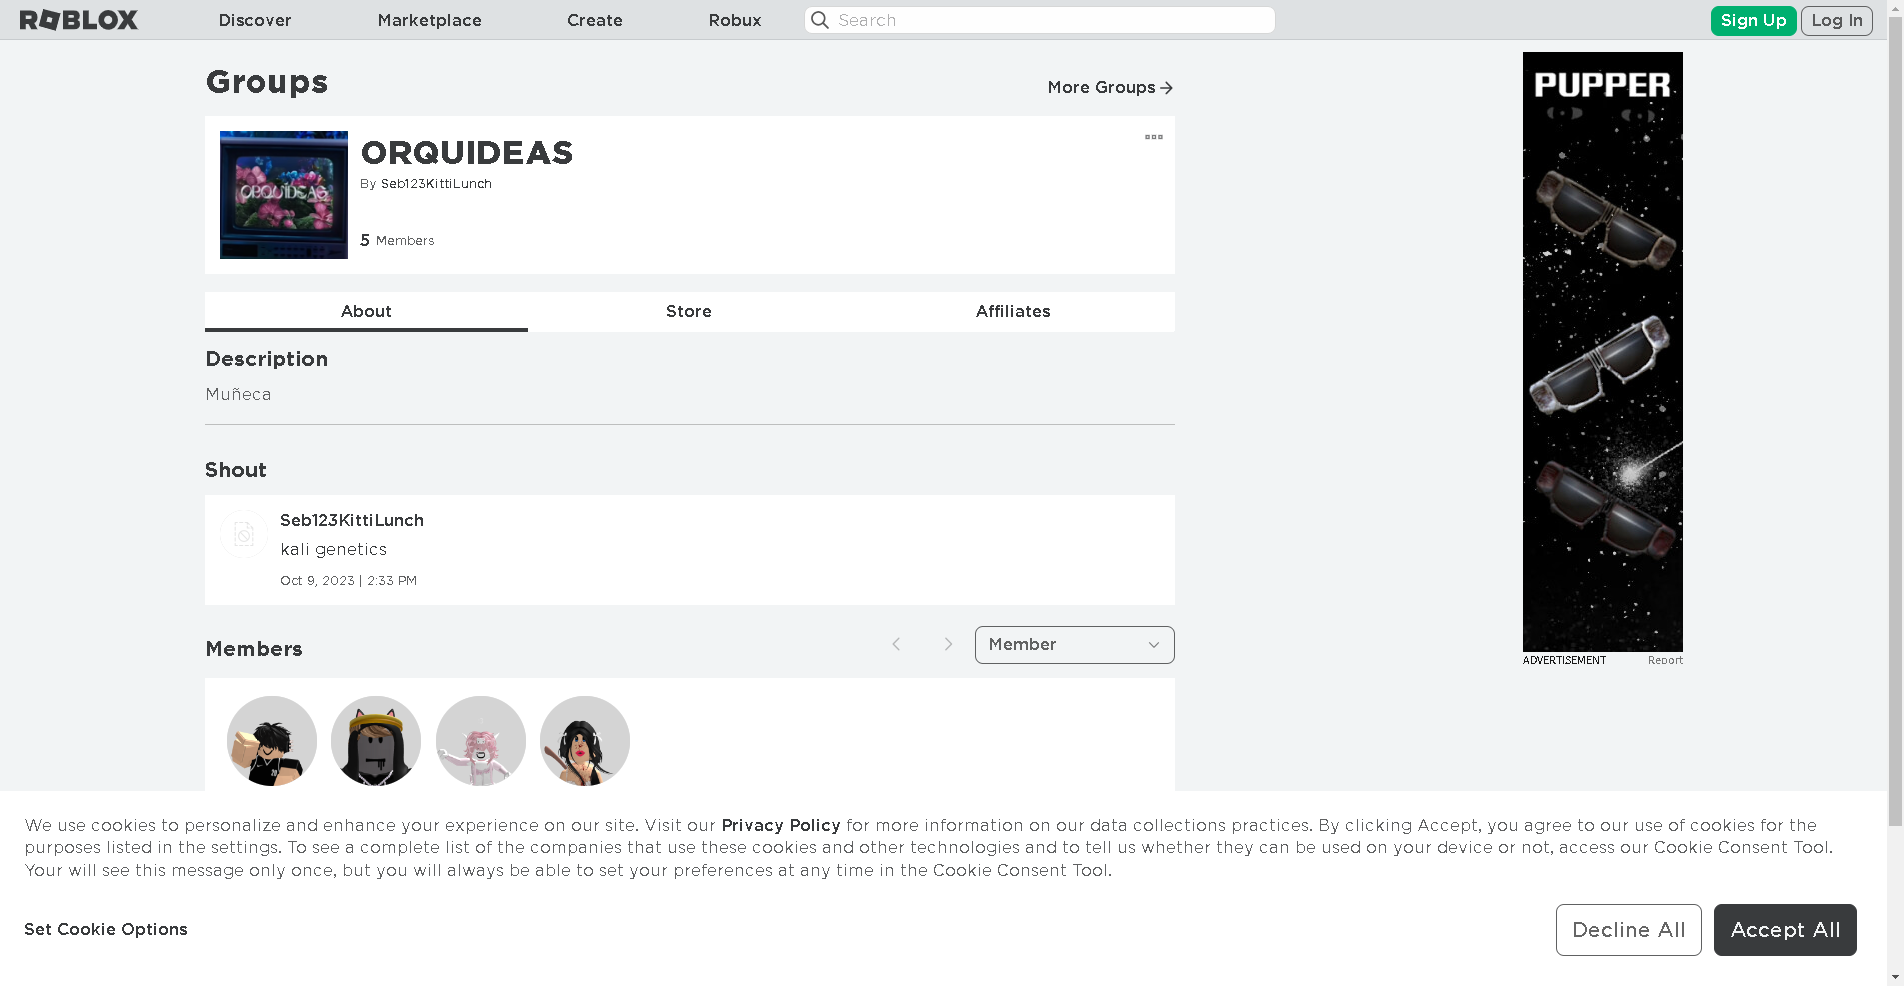 ROBLOX Discover Marketplace Create Robux Search Sign Up Log In
Groups
More Groups
ORQUIDEAS
ORQUIDEAS
By Seb123KittiLunch
5 Members
About Store Affiliates
Description
Muñeca
Shout
Seb123KittiLunch
kali genetics
Oct 9, 2023 | 2:33 PM
Members
Member
PUPPER
ADVERTISEMENT Report
We use cookies to personalize and enhance your experience on our site. Visit our Privacy Policy for more information on our data collections practices. By clicking Accept, you agree to our use of cookies for the
purposes listed in the settings. To see a complete list of the companies that use these cookies and other technologies and to tell us whether they can be used on your device or not, access our Cookie Consent Tool.
Your will see this message only once, but you will always be able to set your preferences at any time in the Cookie Consent Tool.
Set Cookie Options
Decline All
Accept All